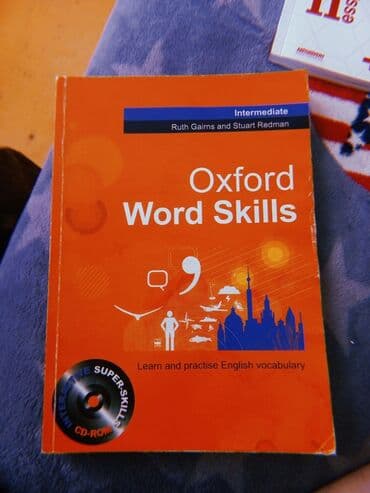 Intermediate
Ruth Gairns and Stuart Redman
Oxford
Word Skills
Learn and practise English vocabulary
SUPER-SKILLS
CD-ROM